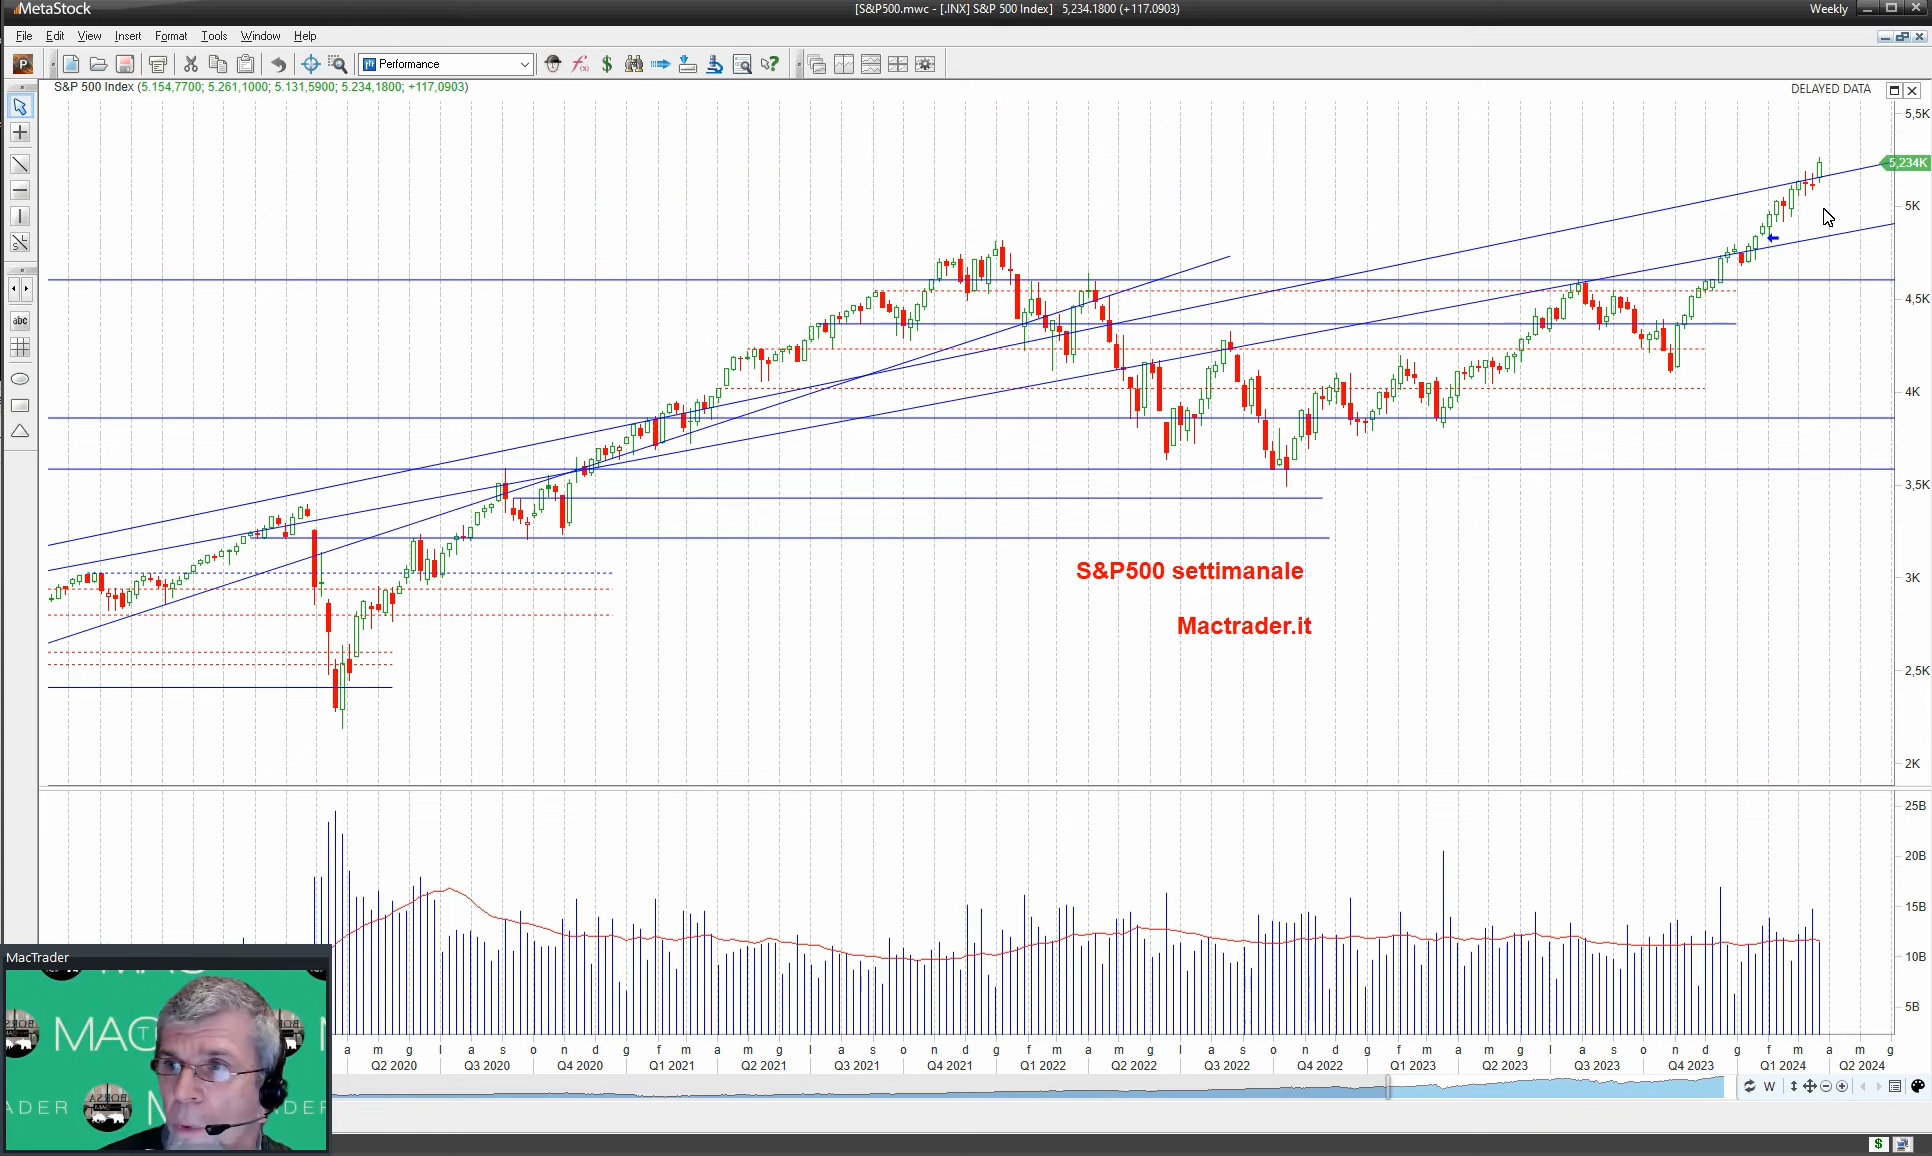 MetaStock
[S&P500.mwc - [.INX] S&P 500 Index] 5,234.1800 (+117.0903)
Weekly
File Edit View Insert Format Tools Window Help
P
Performance
S&P 500 Index (5.154,7700; 5.261,1000; 5.131,5900; 5.234,1800; +117,0903)
DELAYED DATA
abc
5,5K
5,234K
5K
4,5K
4K
3,5K
3K
2,5K
2K
S&P500 settimanale
Mactrader.it
25B
20B
15B
10B
5B
MacTrader
a m g l a s o n d g f m a m g l a s o n d g f m a m g l a s o n d g f m a m g l a s o n d g f m a m g
Q2 2020 Q3 2020 Q4 2020 Q1 2021 Q2 2021 Q3 2021 Q4 2021 Q1 2022 Q2 2022 Q3 2022 Q4 2022 Q1 2023 Q2 2023 Q3 2023 Q4 2023 Q1 2024 Q2 2024
W
MAC
ADER
DER
$